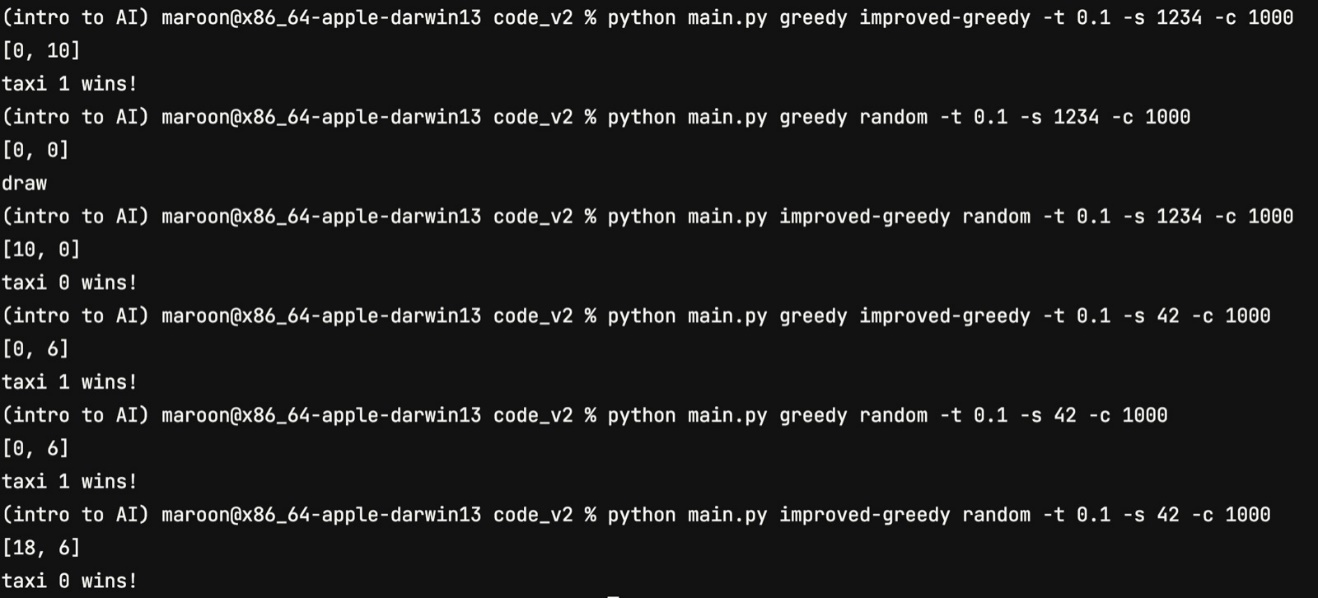 (intro to AI) maroon@x86_64-apple-darwin13 code_v2 % python main.py greedy improved-greedy -t 0.1 -s 1234 -c 1000
[0, 10]
taxi 1 wins!
(intro to AI) maroon@x86_64-apple-darwin13 code_v2 % python main.py greedy random -t 0.1 -s 1234 -c 1000
[0, 0]
draw
(intro to AI) maroon@x86_64-apple-darwin13 code_v2 % python main.py improved-greedy random -t 0.1 -s 1234 -c 1000
[10, 0]
taxi 0 wins!
(intro to AI) maroon@x86_64-apple-darwin13 code_v2 % python main.py greedy improved-greedy -t 0.1 -s 42 -c 1000
[0, 6]
taxi 1 wins!
(intro to AI) maroon@x86_64-apple-darwin13 code_v2 % python main.py greedy random -t 0.1 -s 42 -c 1000
[0, 6]
taxi 1 wins!
(intro to AI) maroon@x86_64-apple-darwin13 code_v2 % python main.py improved-greedy random -t 0.1 -s 42 -c 1000
[18, 6]
taxi 0 wins!